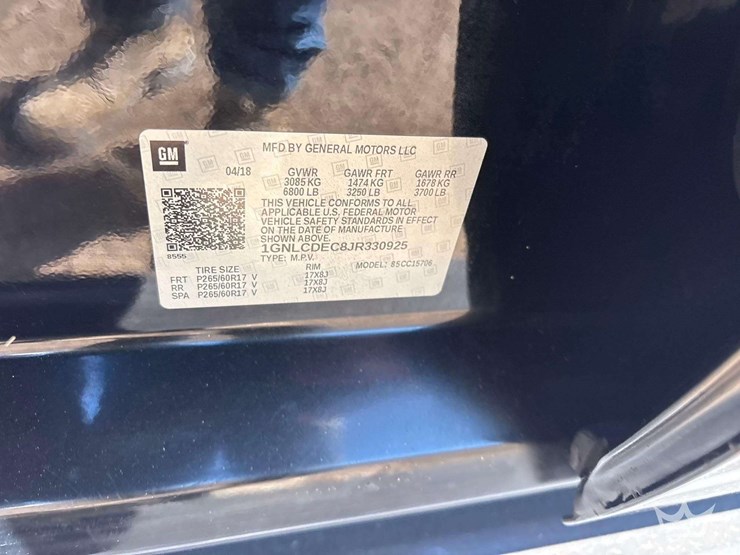 GM
MFD BY GENERAL MOTORS LLC
04/18 GVWR GAWR FRT GAWR RR
3085 KG 1474 KG 1678 KG
6800 LB 3250 LB 3700 LB
THIS VEHICLE CONFORMS TO ALL
APPLICABLE U.S. FEDERAL MOTOR
VEHICLE SAFETY STANDARDS IN EFFECT
ON THE DATE OF MANUFACTURE
SHOWN ABOVE.
8555 1GNLCDEC8JR330925
TYPE: M.P.V. MODEL: 85CC15706
TIRE SIZE RIM
FRT P265/60R17 V 17X8J
RR P265/60R17 V 17X8J
SPA P265/60R17 V 17X8J